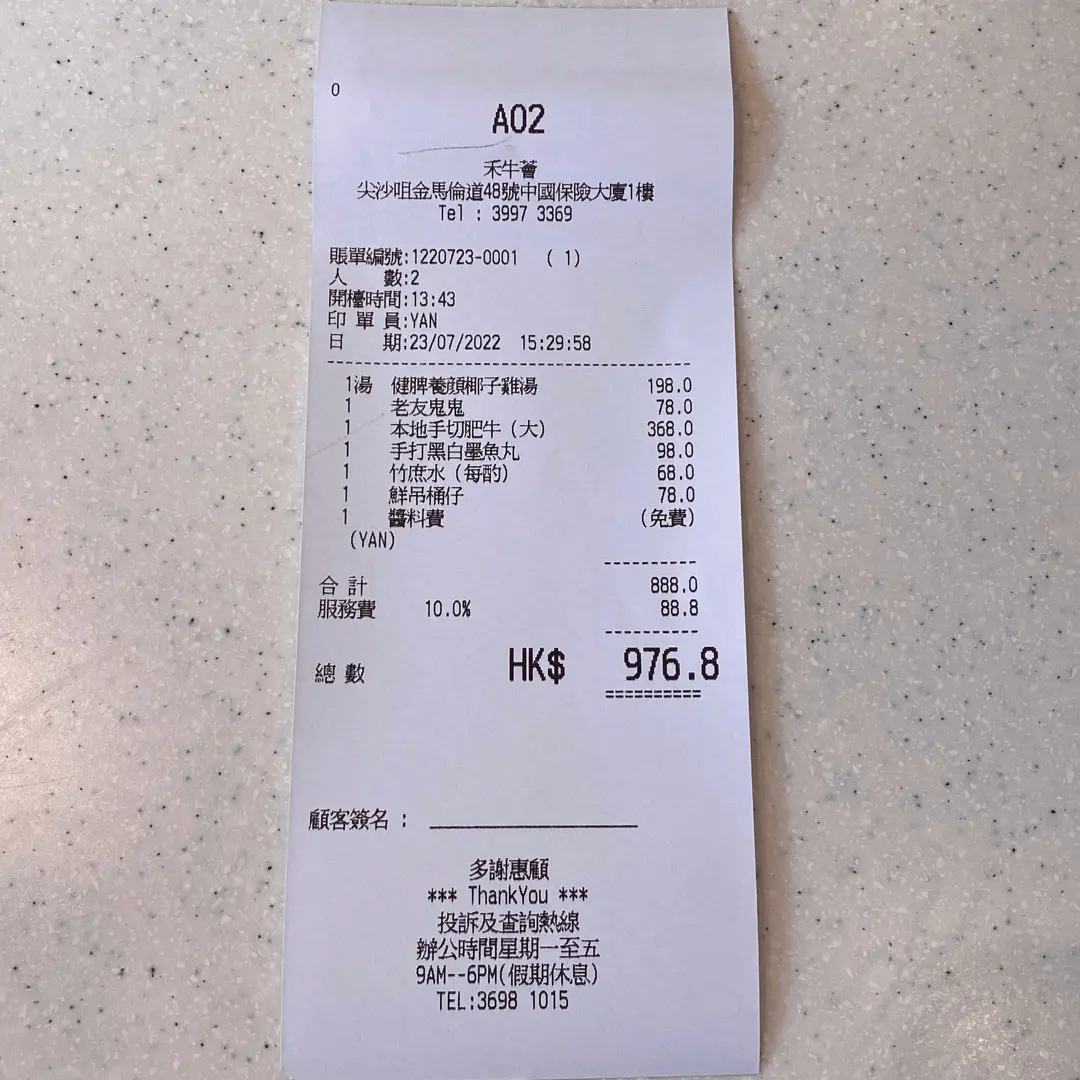 0
A02
禾牛薈
尖沙咀金馬倫道48號中國保險大廈1樓
Tel : 3997 3369
賬單編號:1220723-0001 ( 1)
人 數:2
開檯時間:13:43
印 單 員:YAN
日 期:23/07/2022 15:29:58
1湯 健脾養顏椰子雞湯 198.0
1 老友鬼鬼 78.0
1 本地手切肥牛(大) 368.0
1 手打黑白墨魚丸 98.0
1 竹庶水(每酌) 68.0
1 鮮吊桶仔 78.0
1 醬料費 (免費)
(YAN)
合 計 888.0
服務費 10.0% 88.8
總 數 HK$ 976.8
顧客簽名 :
多謝惠顧
*** ThankYou ***
投訴及查詢熱線
辦公時間星期一至五
9AM--6PM(假期休息)
TEL:3698 1015